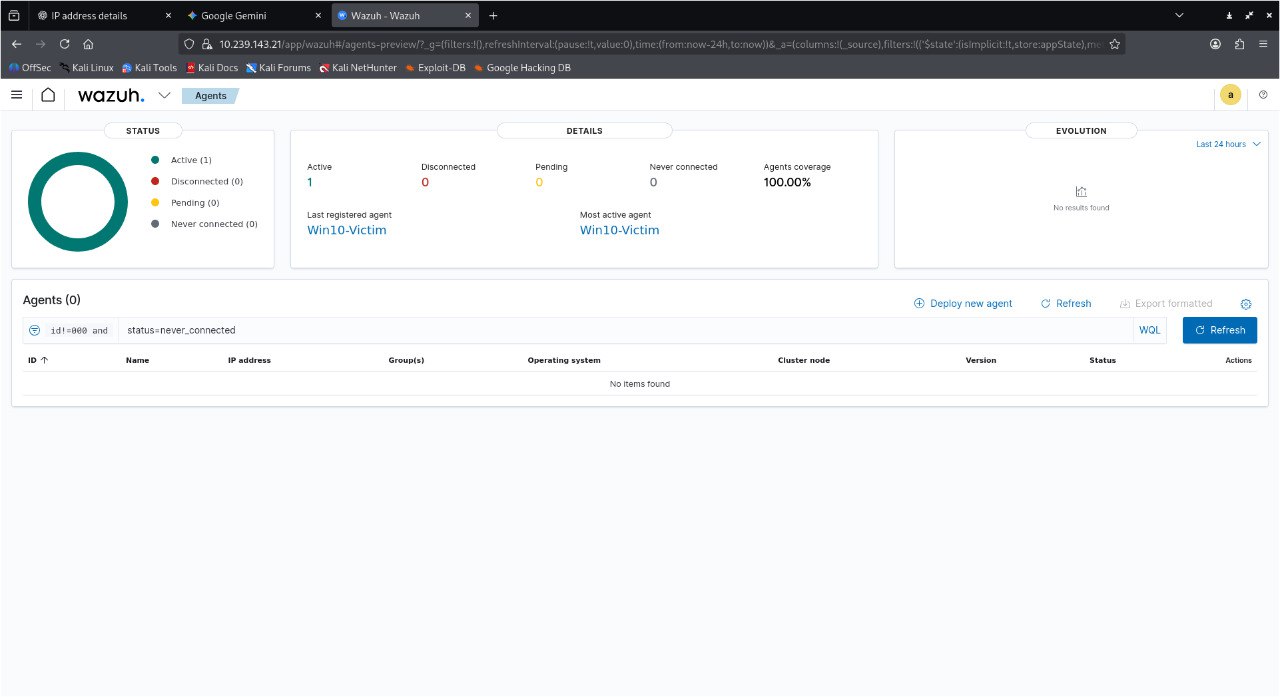 IP address details
Google Gemini
Wazuh - Wazuh
10.239.143.21/app/wazuh#/agents-preview/?_g=(filters:!(),refreshInterval:(pause:!t,value:0),time:(from:now-24h,to:now))&_a=(columns:!(_source),filters:!(('$state':(isImplicit:!t,store:appState),me
OffSec Kali Linux Kali Tools Kali Docs Kali Forums Kali NetHunter Exploit-DB Google Hacking DB
wazuh. Agents a
STATUS
Active (1)
Disconnected (0)
Pending (0)
Never connected (0)
DETAILS
Active Disconnected Pending Never connected Agents coverage
1 0 0 0 100.00%
Last registered agent Most active agent
Win10-Victim Win10-Victim
EVOLUTION
Last 24 hours
No results found
Agents (0)
Deploy new agent Refresh Export formatted
id!=000 and status=never_connected WQL Refresh
ID Name IP address Group(s) Operating system Cluster node Version Status Actions
No items found